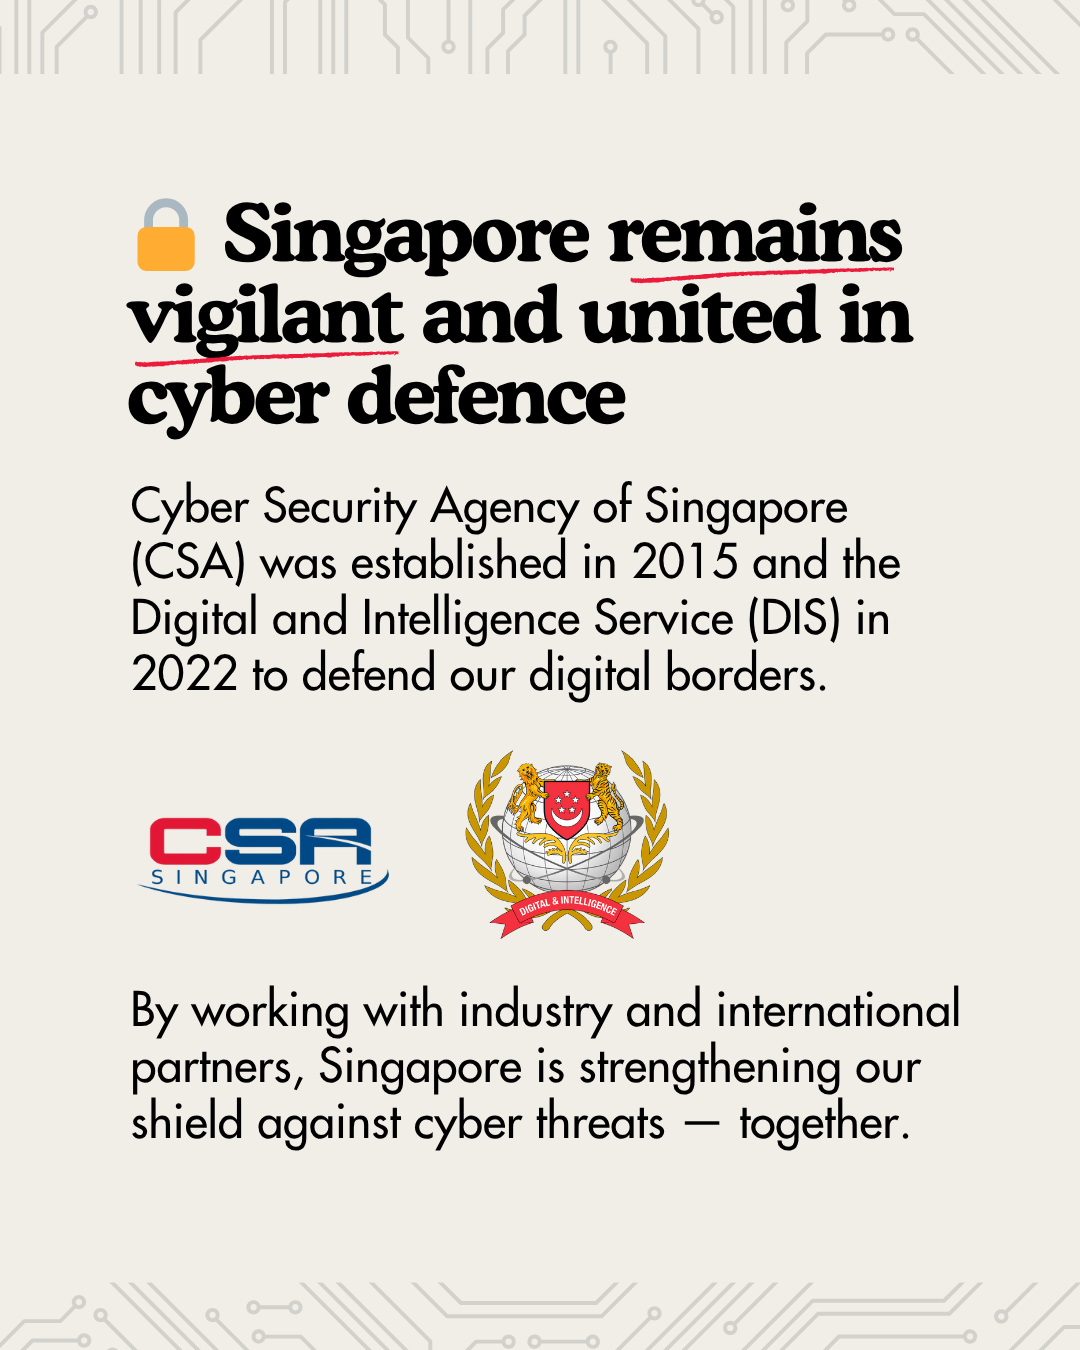 🔒 Singapore remains
vigilant and united in
cyber defence
Cyber Security Agency of Singapore
(CSA) was established in 2015 and the
Digital and Intelligence Service (DIS) in
2022 to defend our digital borders.
CSA
SINGAPORE
DIGITAL & INTELLIGENCE
By working with industry and international
partners, Singapore is strengthening our
shield against cyber threats — together.